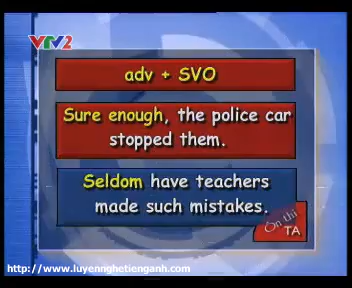 VTV2
adv + SVO
Sure enough, the police car
stopped them.
Seldom have teachers
made such mistakes.
Ôn thi
TA
http://www.luyennghetienganh.com